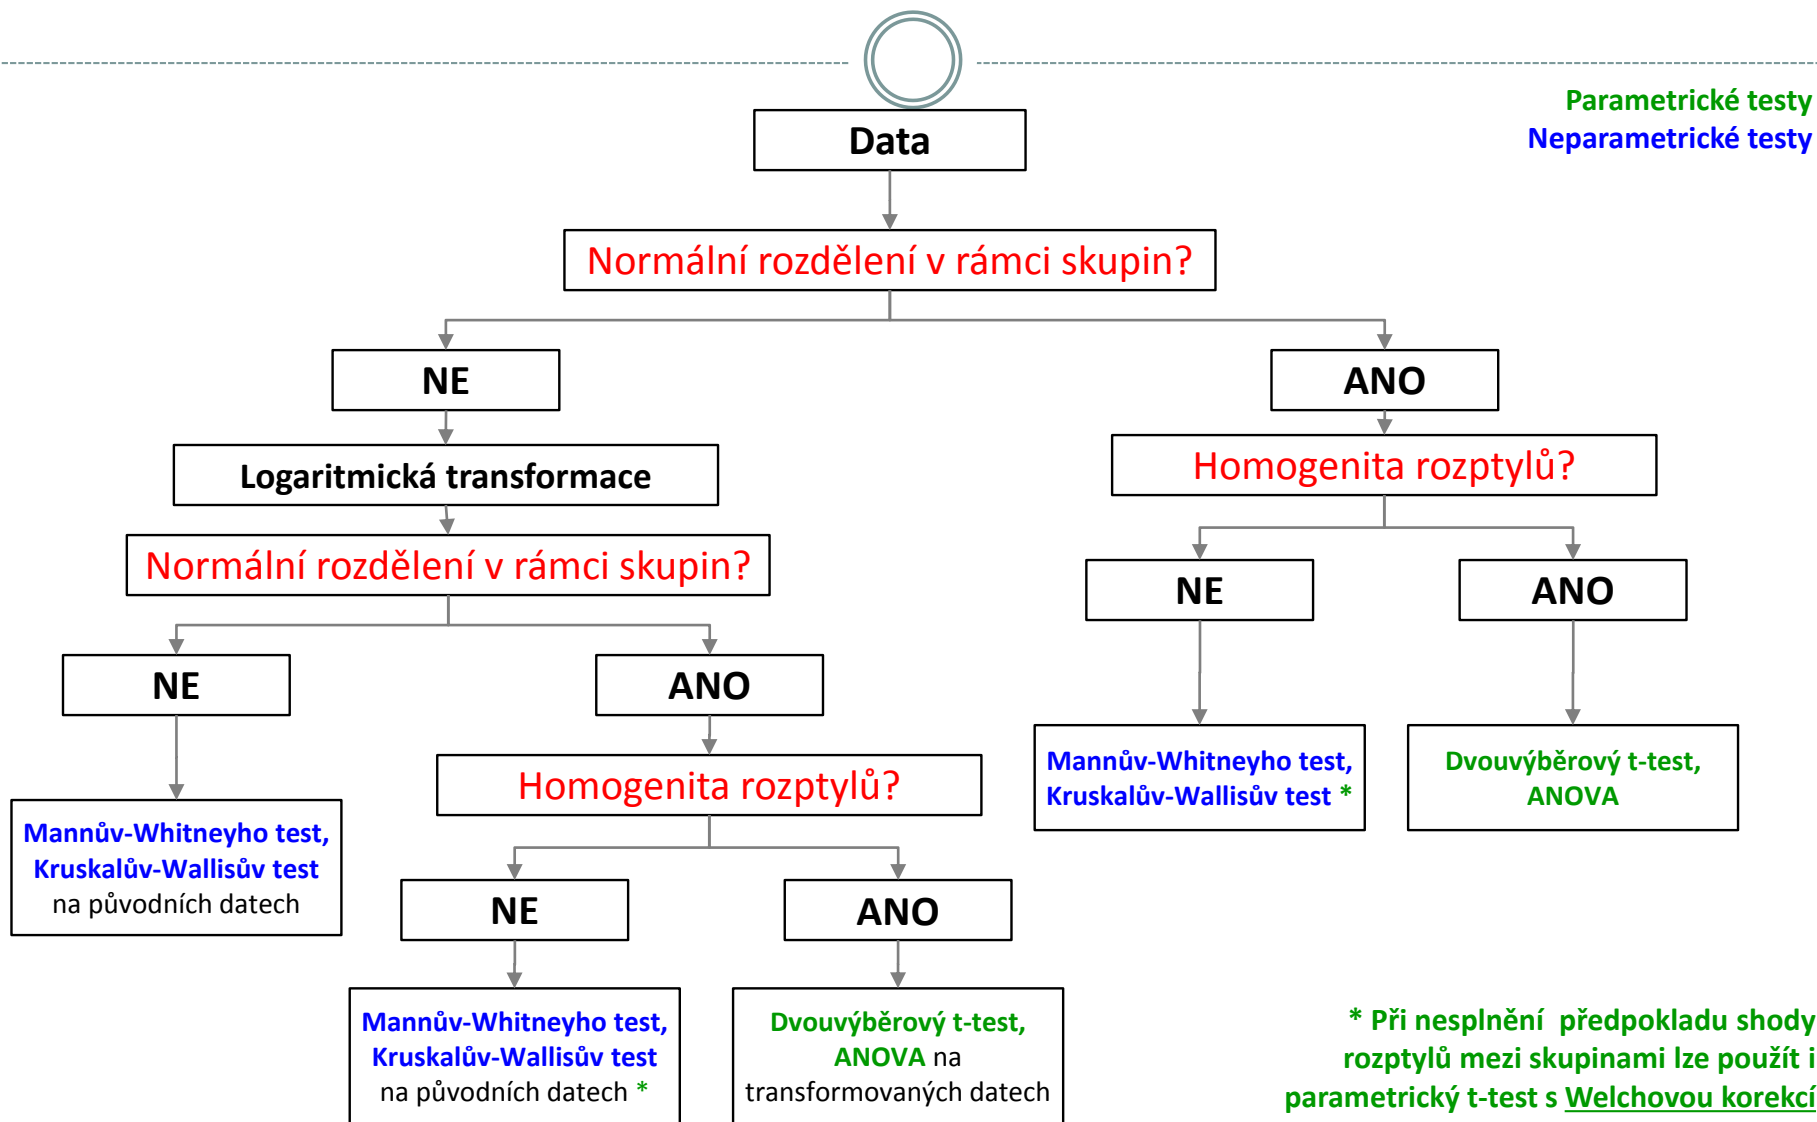 Parametrické testy
Neparametrické testy
Data
Normální rozdělení v rámci skupin?
NE
ANO
Logaritmická transformace
Homogenita rozptylů?
Normální rozdělení v rámci skupin?
NE
ANO
NE
ANO
Mannův-Whitneyho test,
Kruskalův-Wallisův test *
Dvouvýběrový t-test,
ANOVA
Homogenita rozptylů?
Mannův-Whitneyho test,
Kruskalův-Wallisův test
na původních datech
NE
ANO
Mannův-Whitneyho test,
Kruskalův-Wallisův test
na původních datech *
Dvouvýběrový t-test,
ANOVA na
transformovaných datech
* Při nesplnění předpokladu shody
rozptylů mezi skupinami lze použít i
parametrický t-test s Welchovou korekcí